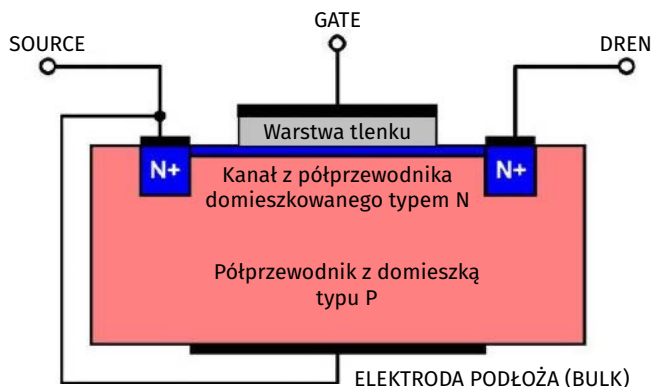 GATE
SOURCE
DREN
Warstwa tlenku
N+
N+
Kanał z półprzewodnika
domieszkowanego typem N
Półprzewodnik z domieszką
typu P
ELEKTRODA PODŁOŻA (BULK)